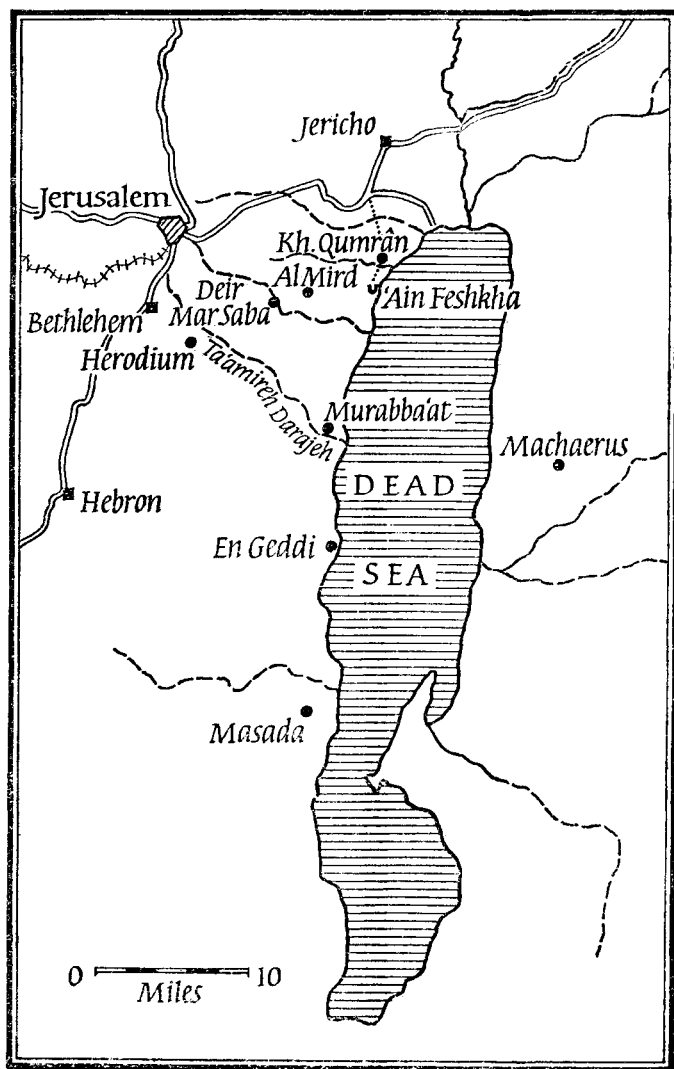 Jericho
Jerusalem
Kh. Qumrân
Al Mird
'Ain Feshkha
Deir
Mar Saba
Bethlehem
Herodium
Ta'amireh Darajeh
Murabba'at
Machaerus
DEAD
SEA
Hebron
En Geddi
Masada
0 10
Miles